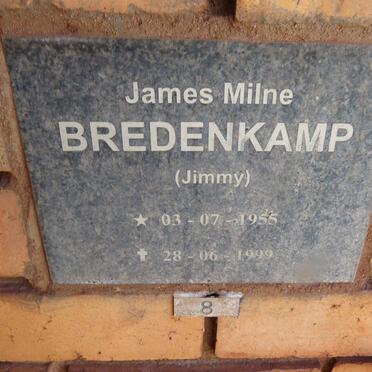 James Milne
BREDENKAMP
(Jimmy)
★ 03 - 07 - 1955
✝ 28 - 06 - 1999
8